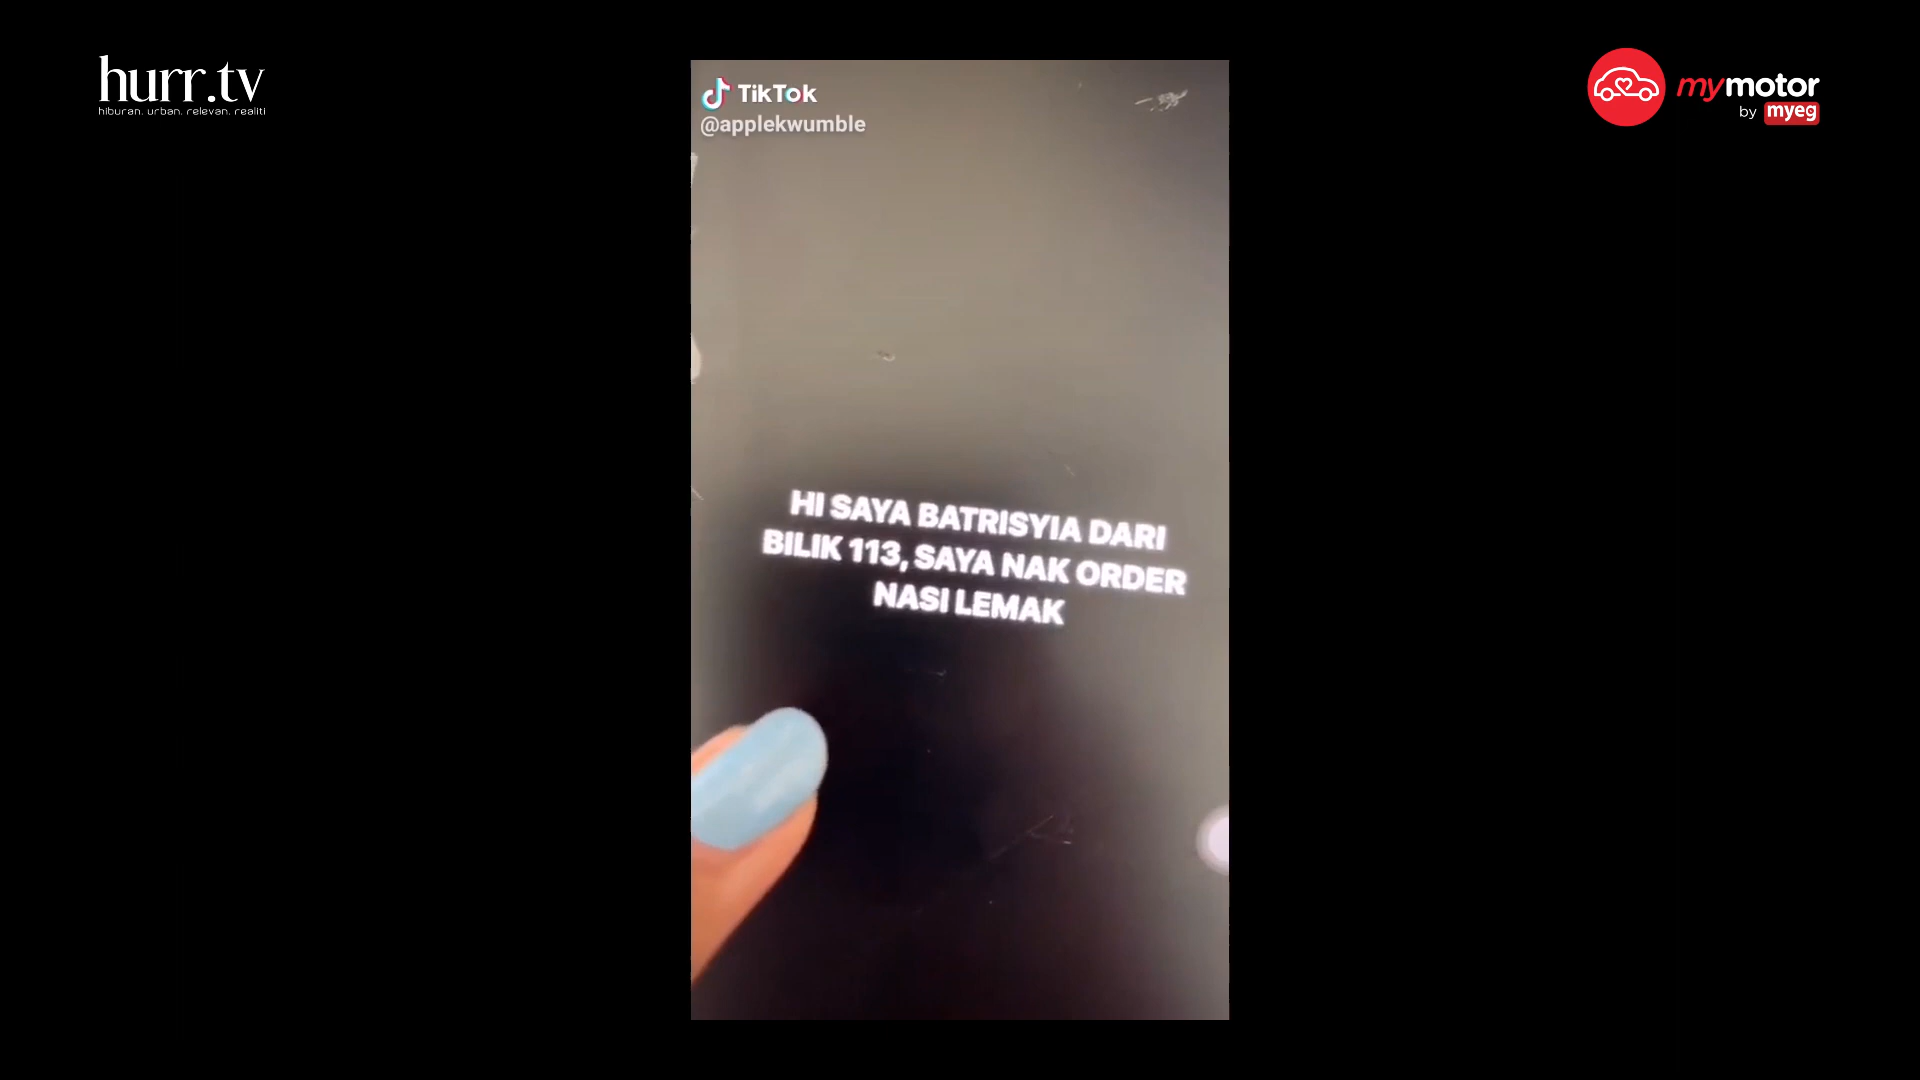 hurr.tv
hiburan. urban. relevan. realiti
mymotor
by myeg
TikTok
@applekwumble
HI SAYA BATRISYIA DARI
BILIK 113, SAYA NAK ORDER
NASI LEMAK